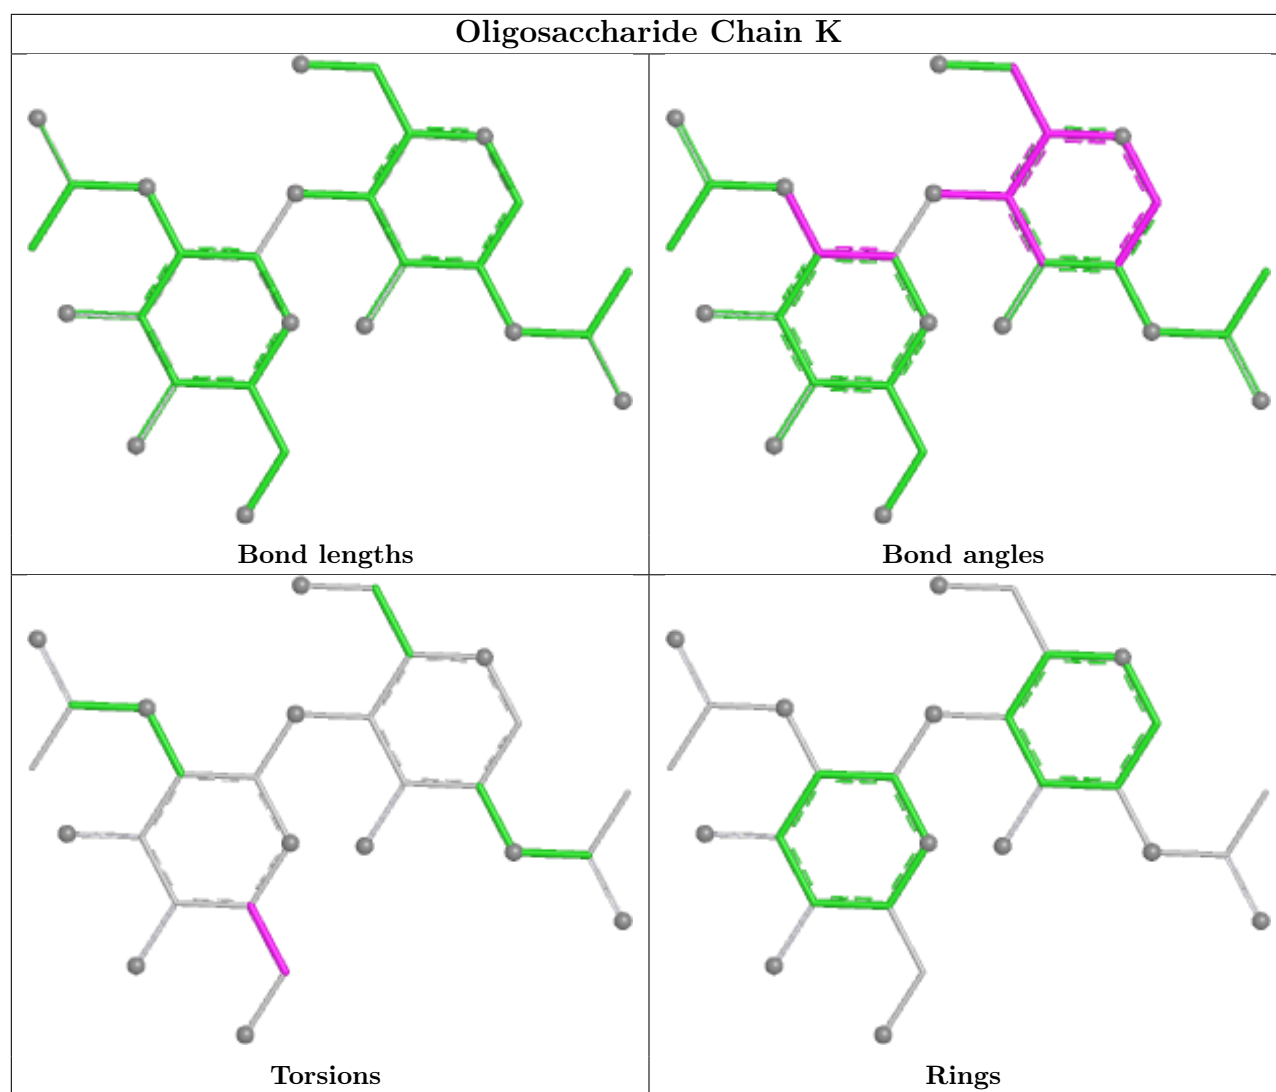 Oligosaccharide Chain K
Bond lengths
Bond angles
Torsions
Rings